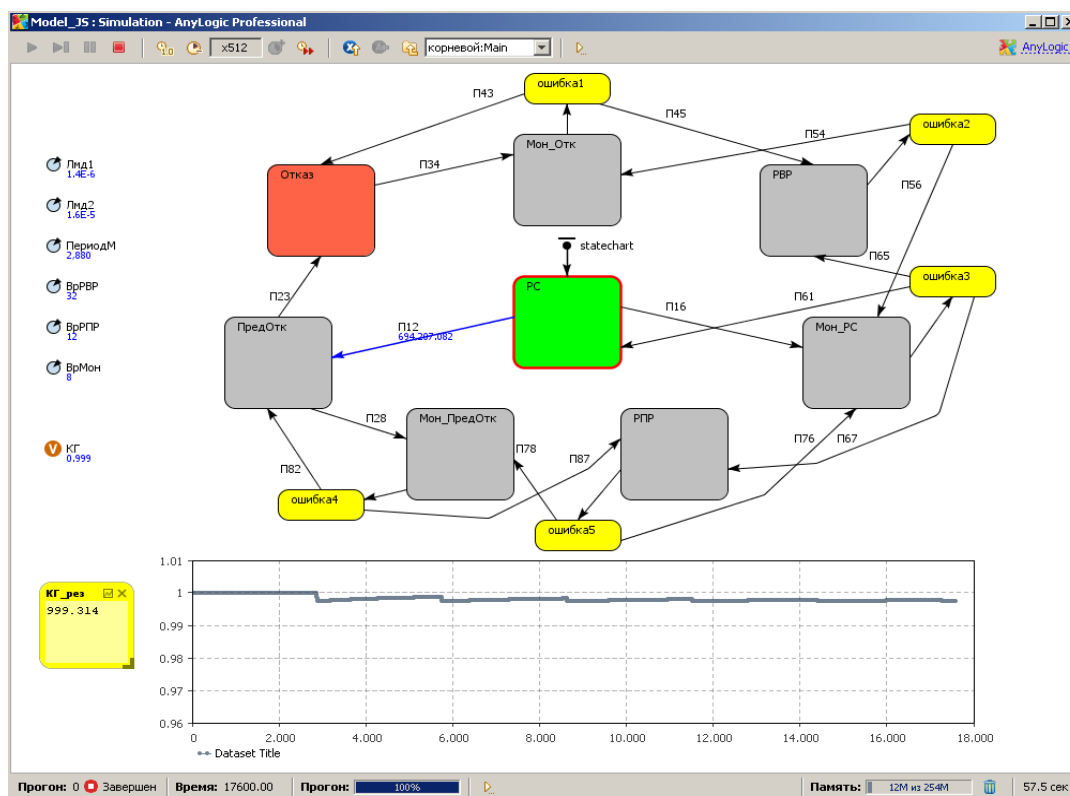 Model_JS : Simulation - AnyLogic Professional
x512
корневой:Main
AnyLogic
ошибка1
П43
П45
П54
ошибка2
Лмд1
1.4E-6
Мон_Отк
П34
Отказ
РВР
П56
Лмд2
1.6E-5
ПериодМ
2,880
statechart
П65
ошибка3
ВрРВР
32
РС
П23
П61
П16
ПредОтк
Мон_РС
П12
694,207.082
ВрРПР
12
ВрМон
8
Мон_ПредОтк
РПР
П28
П76
П67
КГ
0.999
П78
П87
П82
ошибка4
ошибка5
1.01
1
0.99
0.98
0.97
0.96
КГ_рез
999.314
0
2.000
4.000
6.000
8.000
10.000
12.000
14.000
16.000
18.000
Dataset Title
Прогон: 0 Завершен
Время: 17600.00
Прогон: 100%
Память: 12М из 254М
57.5 сек